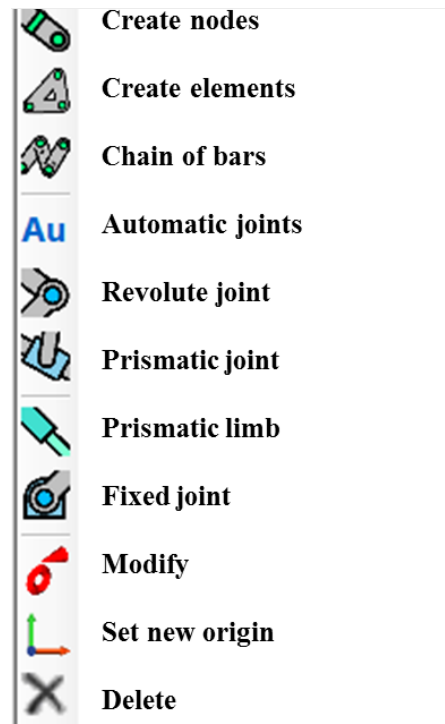 Create nodes
Create elements
Chain of bars
Au Automatic joints
Revolute joint
Prismatic joint
Prismatic limb
Fixed joint
Modify
Set new origin
Delete